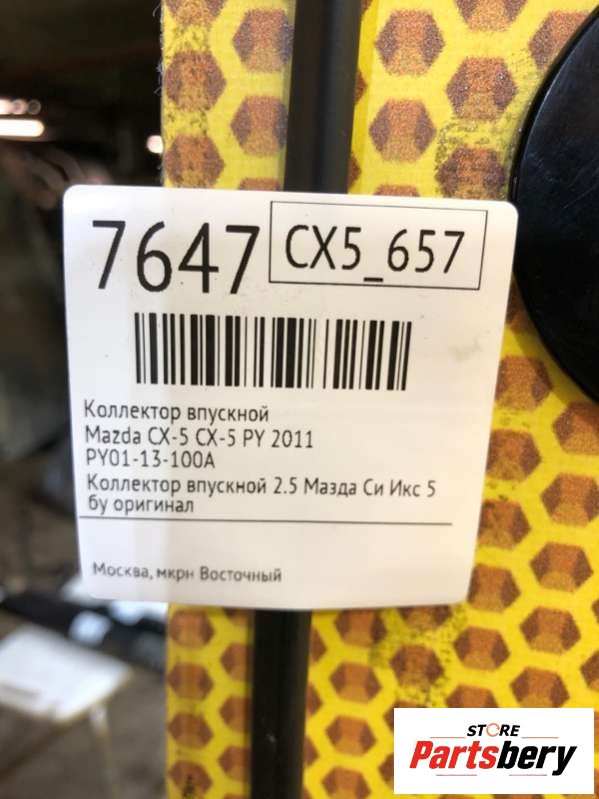 7647
CX5_657
Коллектор впускной
Mazda CX-5 CX-5 PY 2011
PY01-13-100A
Коллектор впускной 2.5 Мазда Си Икс 5
бу оригинал
Москва, мкрн Восточный
STORE
Partsbery